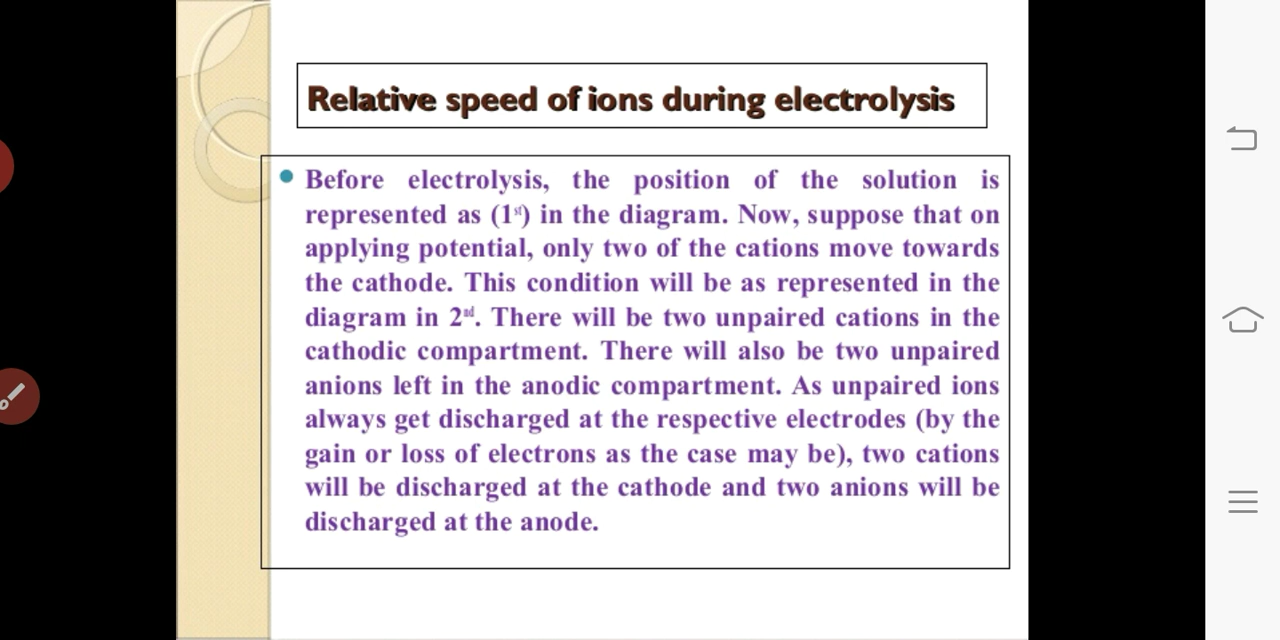 Relative speed of ions during electrolysis
• Before electrolysis, the position of the solution is
represented as (1st) in the diagram. Now, suppose that on
applying potential, only two of the cations move towards
the cathode. This condition will be as represented in the
diagram in 2nd. There will be two unpaired cations in the
cathodic compartment. There will also be two unpaired
anions left in the anodic compartment. As unpaired ions
always get discharged at the respective electrodes (by the
gain or loss of electrons as the case may be), two cations
will be discharged at the cathode and two anions will be
discharged at the anode.